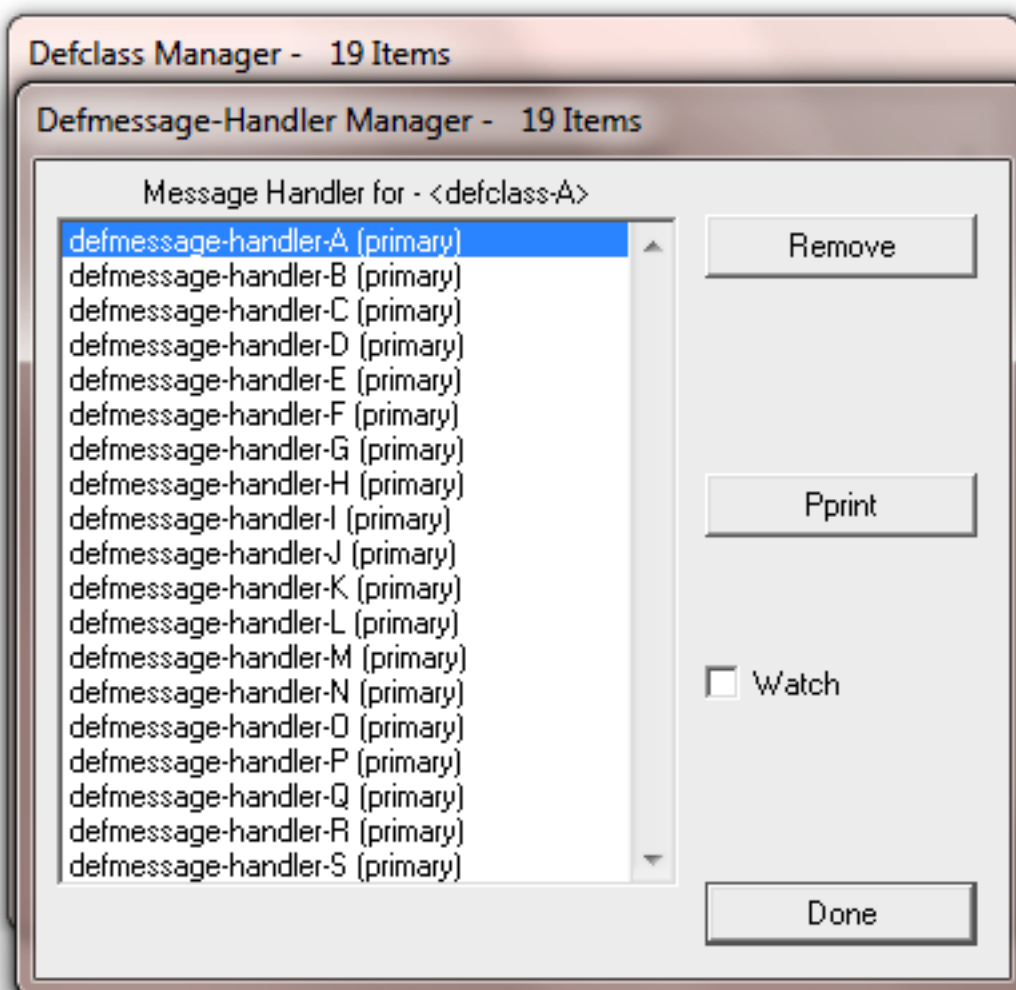 Defclass Manager - 19 Items
Defmessage-Handler Manager - 19 Items
Message Handler for - <defclass-A>
defmessage-handler-A (primary)
defmessage-handler-B (primary)
defmessage-handler-C (primary)
defmessage-handler-D (primary)
defmessage-handler-E (primary)
defmessage-handler-F (primary)
defmessage-handler-G (primary)
defmessage-handler-H (primary)
defmessage-handler-I (primary)
defmessage-handler-J (primary)
defmessage-handler-K (primary)
defmessage-handler-L (primary)
defmessage-handler-M (primary)
defmessage-handler-N (primary)
defmessage-handler-O (primary)
defmessage-handler-P (primary)
defmessage-handler-Q (primary)
defmessage-handler-R (primary)
defmessage-handler-S (primary)
Remove
Pprint
Watch
Done